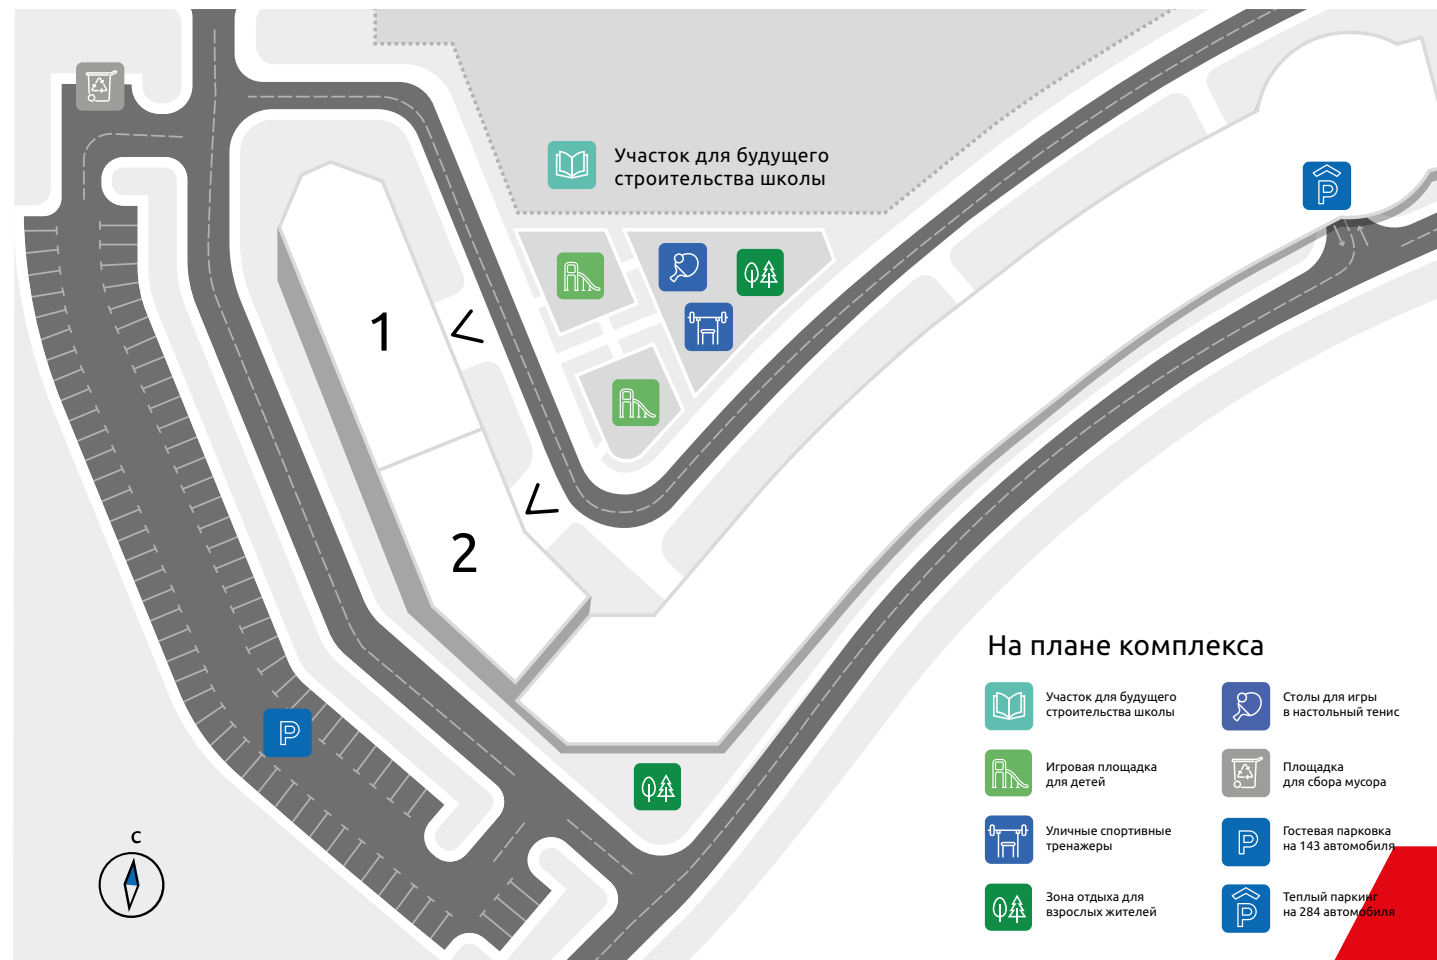 Участок для будущего
строительства школы
1
2
На плане комплекса
Участок для будущего
строительства школы
Столы для игры
в настольный тенис
Игровая площадка
для детей
Площадка
для сбора мусора
Уличные спортивные
тренажеры
P
Гостевая парковка
на 143 автомобиля
Зона отдыха для
взрослых жителей
P
Теплый паркинг
на 284 автомобиля
P
P
С